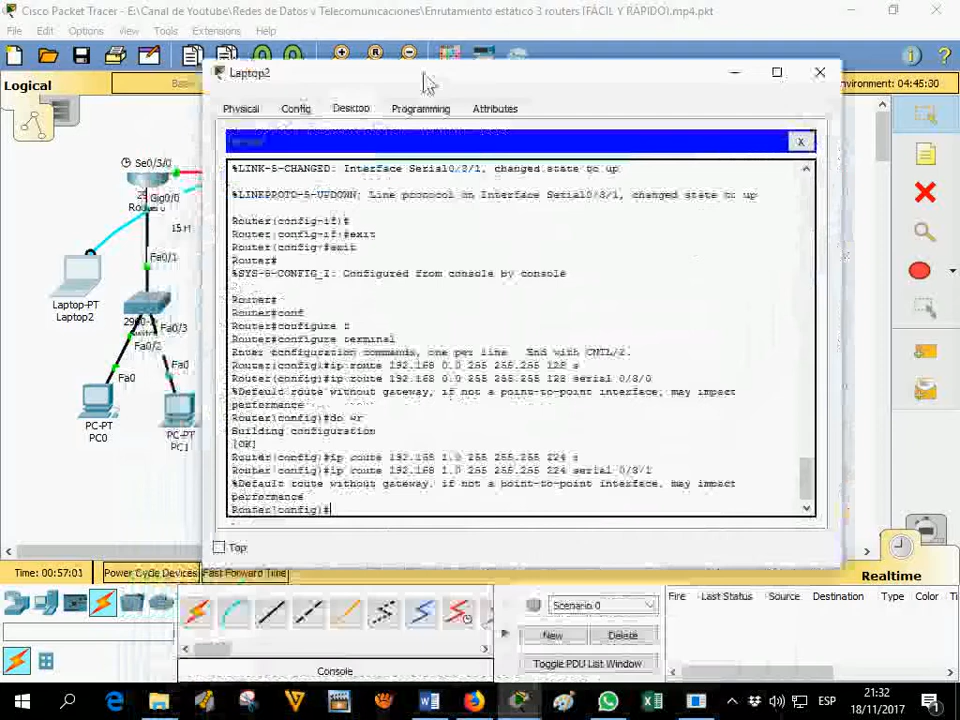 Cisco Packet Tracer - E:\Canal de Youtube\Redes de Datos y Telecomunicaciones\Enrutamiento estático 3 routers [FÁCIL Y RÁPIDO].mp4.pkt
File Edit Options View Tools Extensions Help
Logical
Environment: 04:45:30
Laptop2
Physical Config Desktop Programming Attributes
X
%LINK-5-CHANGED: Interface Serial0/3/1, changed state to up
%LINEPROTO-5-UPDOWN: Line protocol on Interface Serial0/3/1, changed state to up
Router(config-if)#
Router(config-if)#exit
Router(config)#exit
Router#
%SYS-5-CONFIG_I: Configured from console by console
Router#
Router#conf
Router#configure t
Router#configure terminal
Enter configuration commands, one per line. End with CNTL/Z.
Router(config)#ip route 192.168.0.0 255.255.255.128 s
Router(config)#ip route 192.168.0.0 255.255.255.128 serial 0/3/0
%Default route without gateway, if not a point-to-point interface, may impact
performance
Router(config)#do wr
Building configuration
[OK]
Router(config)#ip route 192.168.1.0 255.255.255.224 s
Router(config)#ip route 192.168.1.0 255.255.255.224 serial 0/3/1
%Default route without gateway, if not a point-to-point interface, may impact
performance
Router(config)#
Top
Se0/3/0
Gig0/0
Fa0/1
Laptop-PT
Laptop2
Fa0/3
Fa0/2
Fa0
Fa0
PC-PT
PC0
PC-PT
PC1
Time: 00:57:01 Power Cycle Devices Fast Forward Time
Realtime
Scenario 0
New Delete
Toggle PDU List Window
Fire Last Status Source Destination Type Color
Console
ESP
21:32
18/11/2017